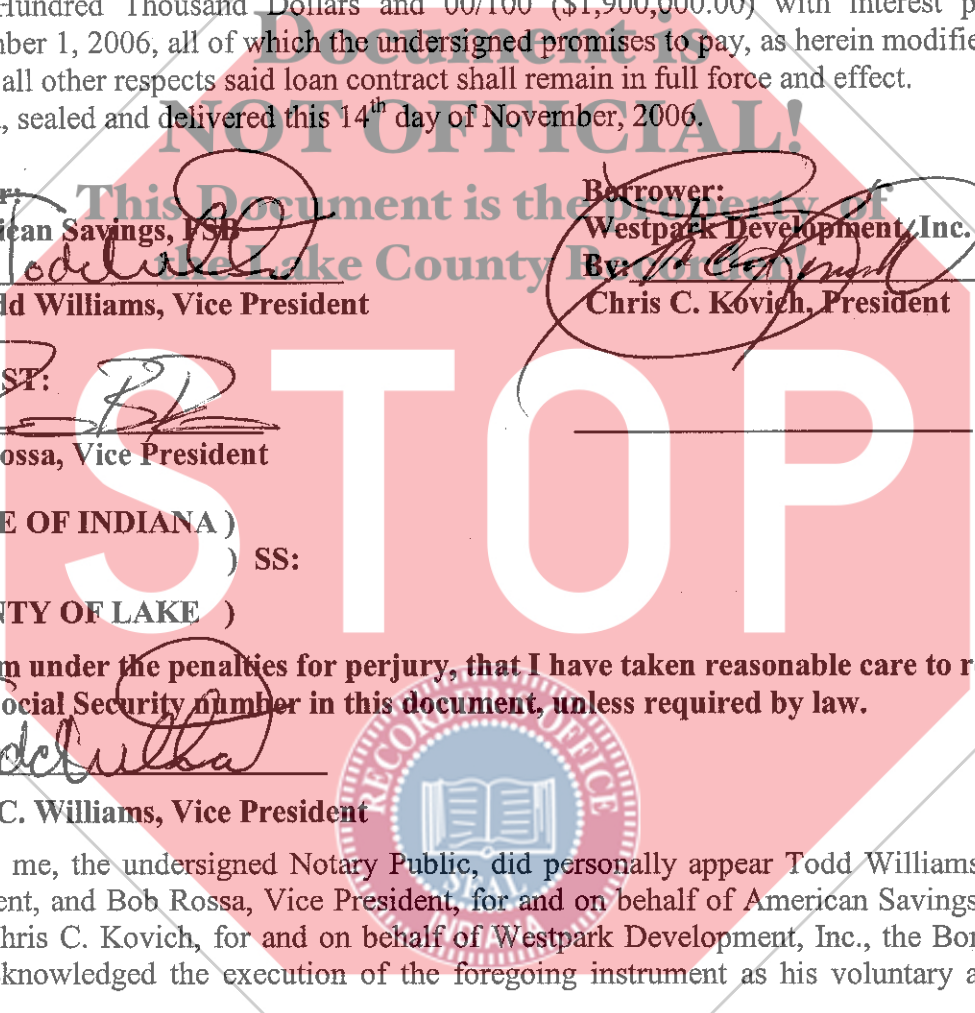 Hundred Thousand Dollars and 00/100 ($1,900,000.00) with interest p
ber 1, 2006, all of which the undersigned promises to pay, as herein modifie
all other respects said loan contract shall remain in full force and effect.
, sealed and delivered this 14th day of November, 2006.
Document is
NOT OFFICIAL!
This Document is the property of
the Lake County Recorder!
r:
ican Savings, FSB
dd Williams, Vice President
Borrower:
Westpark Development, Inc.
By:
Chris C. Kovich, President
ST:
ossa, Vice President
STOP
E OF INDIANA )
) SS:
NTY OF LAKE )
m under the penalties for perjury, that I have taken reasonable care to r
ocial Security number in this document, unless required by law.
C. Williams, Vice President
RECORDER'S OFFICE
SEAL
INDIANA
me, the undersigned Notary Public, did personally appear Todd Williams
ent, and Bob Rossa, Vice President, for and on behalf of American Savings
hris C. Kovich, for and on behalf of Westpark Development, Inc., the Bor
cknowledged the execution of the foregoing instrument as his voluntary a